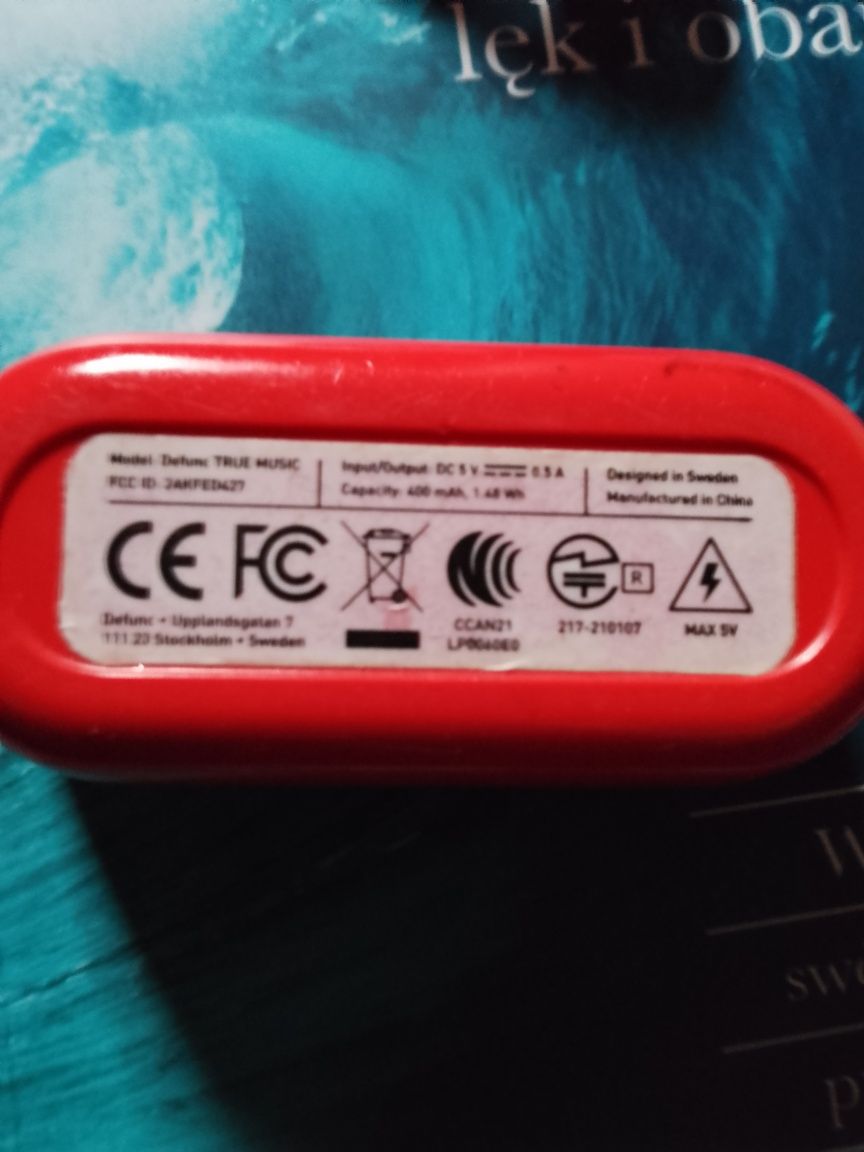 lęk i oba
Model: Defunc TRUE MUSIC
FCC ID: 2AKFED427
Input/Output: DC 5 V 0.5 A
Capacity: 400 mAh, 1.48 Wh
Designed in Sweden
Manufactured in China
CE FC
R
Defunc • Upplandsgatan 7
111 23 Stockholm • Sweden
CCAN21
LP0060E0
217-210107
MAX 5V
W
swo
p